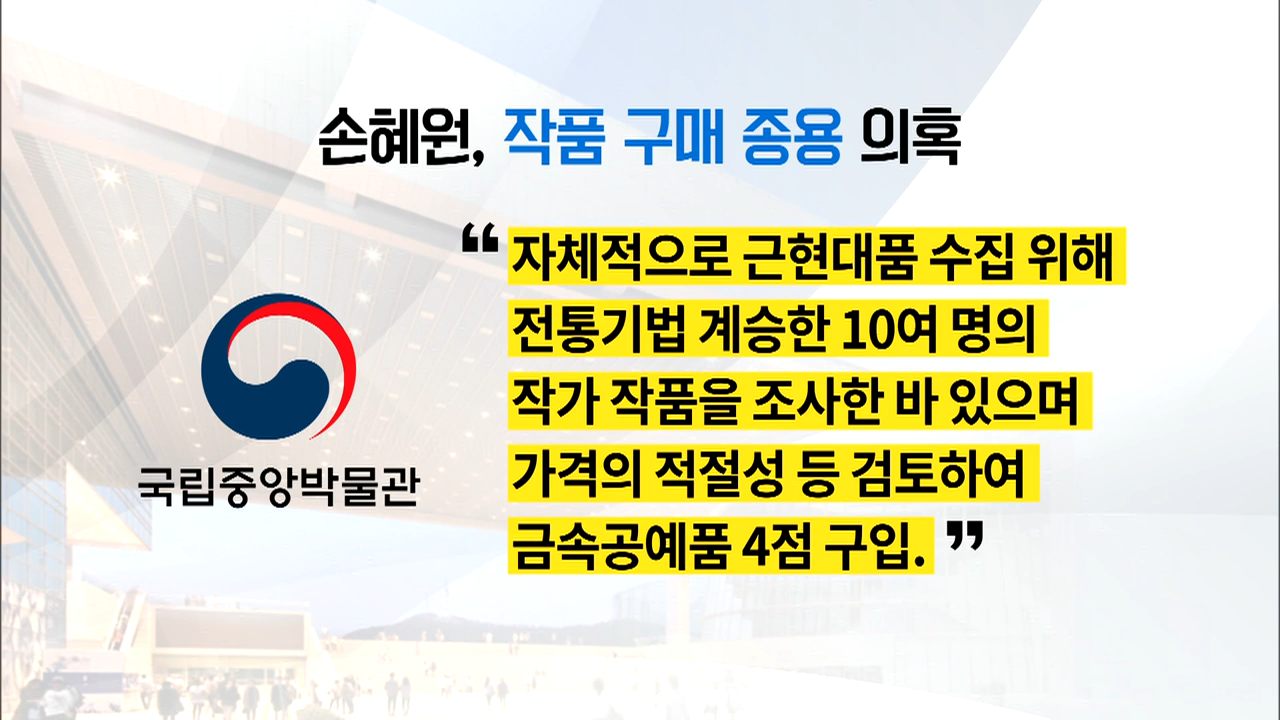 손혜원, 작품 구매 종용 의혹
“ 자체적으로 근현대품 수집 위해
전통기법 계승한 10여 명의
작가 작품을 조사한 바 있으며
가격의 적절성 등 검토하여
금속공예품 4점 구입. ”
국립중앙박물관